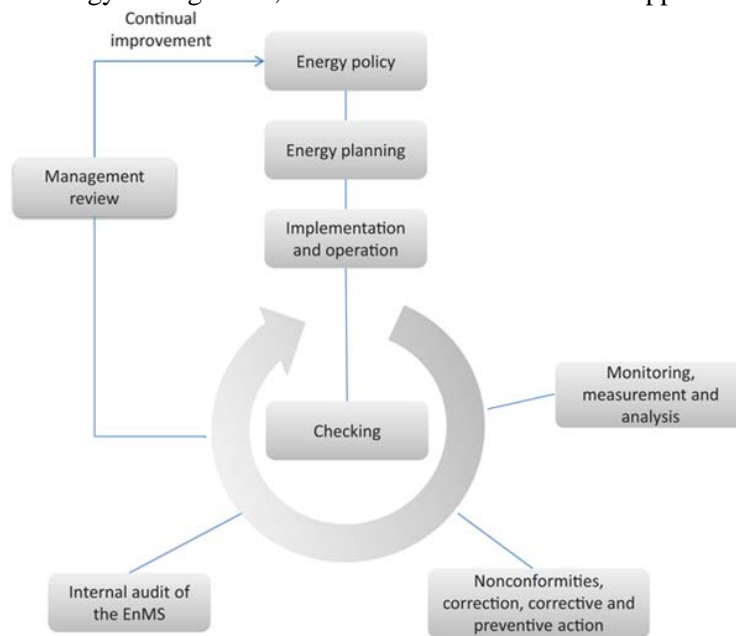 Continual
improvement
Energy policy
Energy planning
Management
review
Implementation
and operation
Monitoring,
measurement and
analysis
Checking
Internal audit of
the EnMS
Nonconformities,
correction, corrective and
preventive action